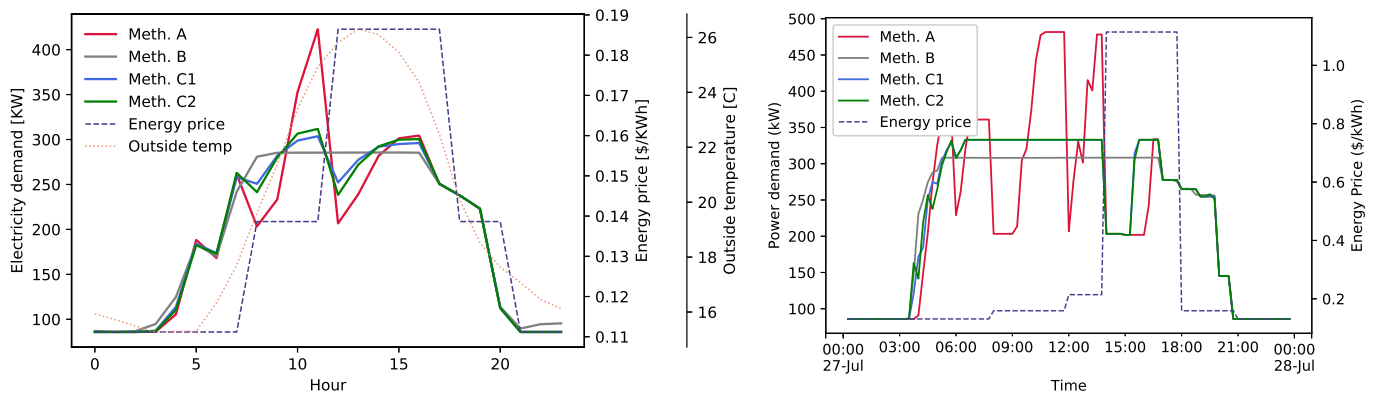 Electricity demand [KW]
400
350
300
250
200
150
100
Meth. A
Meth. B
Meth. C1
Meth. C2
Energy price
Outside temp
0
5
10
15
20
Hour
0.19
0.18
0.17
0.16
0.15
0.14
0.13
0.12
0.11
Energy price [$/KWh]
Outside temperature [C]
26
24
22
20
18
16
Power demand (kW)
500
450
400
350
300
250
200
150
100
Meth. A
Meth. B
Meth. C1
Meth. C2
Energy price
00:00
27-Jul
03:00
06:00
09:00
12:00
15:00
18:00
21:00
00:00
28-Jul
Time
1.0
0.8
0.6
0.4
0.2
Energy Price ($/kWh)